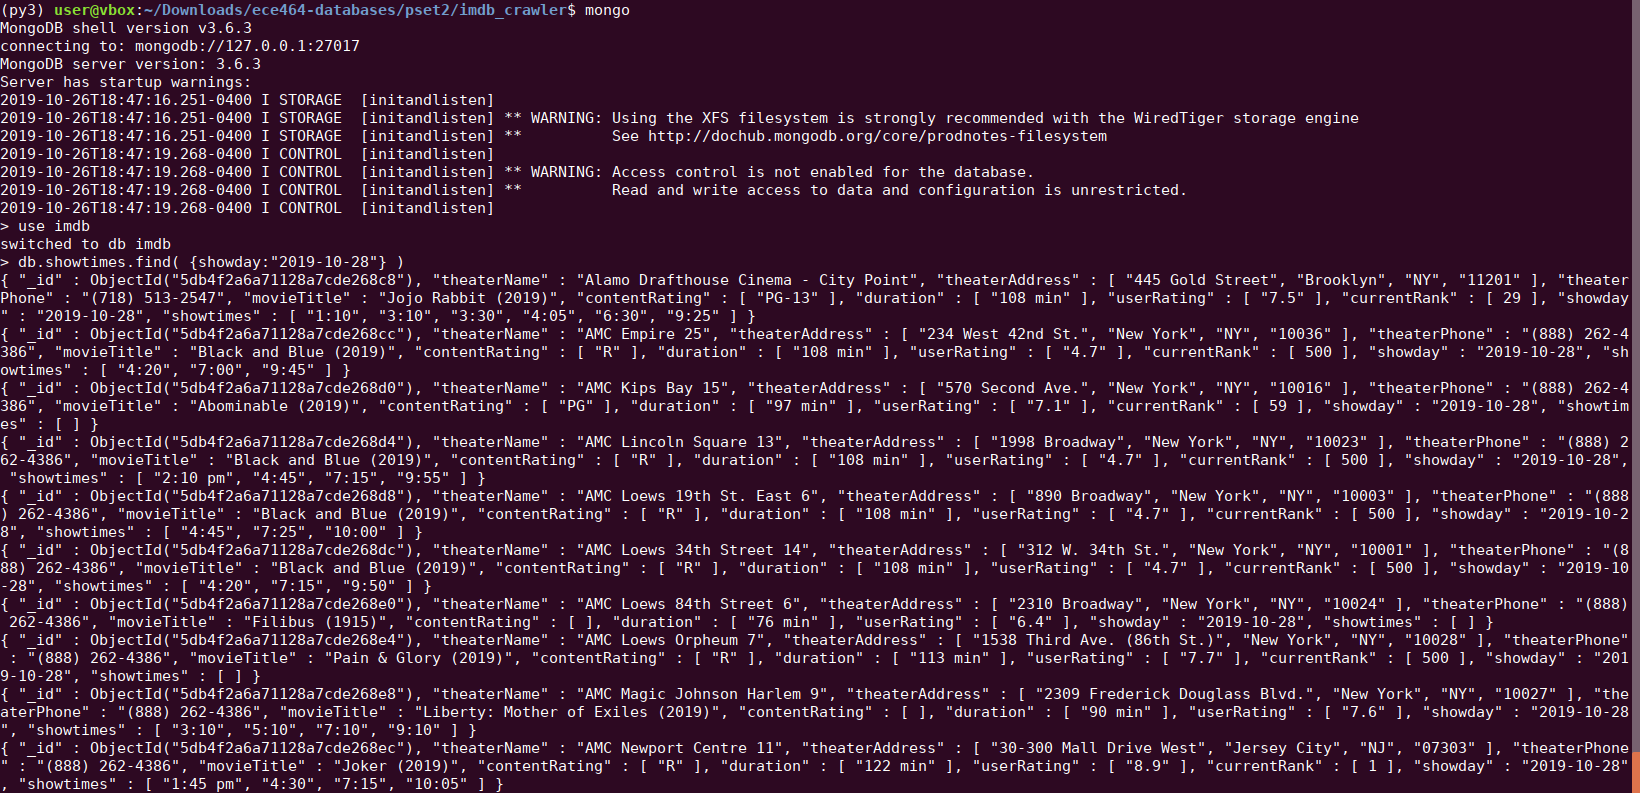 (py3) user@vbox:~/Downloads/ece464-databases/pset2/imdb_crawler$ mongo
MongoDB shell version v3.6.3
connecting to: mongodb://127.0.0.1:27017
MongoDB server version: 3.6.3
Server has startup warnings:
2019-10-26T18:47:16.251-0400 I STORAGE  [initandlisten]
2019-10-26T18:47:16.251-0400 I STORAGE  [initandlisten] ** WARNING: Using the XFS filesystem is strongly recommended with the WiredTiger storage engine
2019-10-26T18:47:16.251-0400 I STORAGE  [initandlisten] **          See http://dochub.mongodb.org/core/prodnotes-filesystem
2019-10-26T18:47:19.268-0400 I CONTROL  [initandlisten]
2019-10-26T18:47:19.268-0400 I CONTROL  [initandlisten] ** WARNING: Access control is not enabled for the database.
2019-10-26T18:47:19.268-0400 I CONTROL  [initandlisten] **          Read and write access to data and configuration is unrestricted.
2019-10-26T18:47:19.268-0400 I CONTROL  [initandlisten]
> use imdb
switched to db imdb
> db.showtimes.find( {showday:"2019-10-28"} )
{ "_id" : ObjectId("5db4f2a6a71128a7cde268c8"), "theaterName" : "Alamo Drafthouse Cinema - City Point", "theaterAddress" : [ "445 Gold Street", "Brooklyn", "NY", "11201" ], "theater
Phone" : "(718) 513-2547", "movieTitle" : "Jojo Rabbit (2019)", "contentRating" : [ "PG-13" ], "duration" : [ "108 min" ], "userRating" : [ "7.5" ], "currentRank" : [ 29 ], "showday
" : "2019-10-28", "showtimes" : [ "1:10", "3:10", "3:30", "4:05", "6:30", "9:25" ] }
{ "_id" : ObjectId("5db4f2a6a71128a7cde268cc"), "theaterName" : "AMC Empire 25", "theaterAddress" : [ "234 West 42nd St.", "New York", "NY", "10036" ], "theaterPhone" : "(888) 262-4
386", "movieTitle" : "Black and Blue (2019)", "contentRating" : [ "R" ], "duration" : [ "108 min" ], "userRating" : [ "4.7" ], "currentRank" : [ 500 ], "showday" : "2019-10-28", "sh
owtimes" : [ "4:20", "7:00", "9:45" ] }
{ "_id" : ObjectId("5db4f2a6a71128a7cde268d0"), "theaterName" : "AMC Kips Bay 15", "theaterAddress" : [ "570 Second Ave.", "New York", "NY", "10016" ], "theaterPhone" : "(888) 262-4
386", "movieTitle" : "Abominable (2019)", "contentRating" : [ "PG" ], "duration" : [ "97 min" ], "userRating" : [ "7.1" ], "currentRank" : [ 59 ], "showday" : "2019-10-28", "showtim
es" : [ ] }
{ "_id" : ObjectId("5db4f2a6a71128a7cde268d4"), "theaterName" : "AMC Lincoln Square 13", "theaterAddress" : [ "1998 Broadway", "New York", "NY", "10023" ], "theaterPhone" : "(888) 2
62-4386", "movieTitle" : "Black and Blue (2019)", "contentRating" : [ "R" ], "duration" : [ "108 min" ], "userRating" : [ "4.7" ], "currentRank" : [ 500 ], "showday" : "2019-10-28",
 "showtimes" : [ "2:10 pm", "4:45", "7:15", "9:55" ] }
{ "_id" : ObjectId("5db4f2a6a71128a7cde268d8"), "theaterName" : "AMC Loews 19th St. East 6", "theaterAddress" : [ "890 Broadway", "New York", "NY", "10003" ], "theaterPhone" : "(888
) 262-4386", "movieTitle" : "Black and Blue (2019)", "contentRating" : [ "R" ], "duration" : [ "108 min" ], "userRating" : [ "4.7" ], "currentRank" : [ 500 ], "showday" : "2019-10-2
8", "showtimes" : [ "4:45", "7:25", "10:00" ] }
{ "_id" : ObjectId("5db4f2a6a71128a7cde268dc"), "theaterName" : "AMC Loews 34th Street 14", "theaterAddress" : [ "312 W. 34th St.", "New York", "NY", "10001" ], "theaterPhone" : "(8
88) 262-4386", "movieTitle" : "Black and Blue (2019)", "contentRating" : [ "R" ], "duration" : [ "108 min" ], "userRating" : [ "4.7" ], "currentRank" : [ 500 ], "showday" : "2019-10
-28", "showtimes" : [ "4:20", "7:15", "9:50" ] }
{ "_id" : ObjectId("5db4f2a6a71128a7cde268e0"), "theaterName" : "AMC Loews 84th Street 6", "theaterAddress" : [ "2310 Broadway", "New York", "NY", "10024" ], "theaterPhone" : "(888)
 262-4386", "movieTitle" : "Filibus (1915)", "contentRating" : [ ], "duration" : [ "76 min" ], "userRating" : [ "6.4" ], "showday" : "2019-10-28", "showtimes" : [ ] }
{ "_id" : ObjectId("5db4f2a6a71128a7cde268e4"), "theaterName" : "AMC Loews Orpheum 7", "theaterAddress" : [ "1538 Third Ave. (86th St.)", "New York", "NY", "10028" ], "theaterPhone"
 : "(888) 262-4386", "movieTitle" : "Pain & Glory (2019)", "contentRating" : [ "R" ], "duration" : [ "113 min" ], "userRating" : [ "7.7" ], "currentRank" : [ 500 ], "showday" : "201
9-10-28", "showtimes" : [ ] }
{ "_id" : ObjectId("5db4f2a6a71128a7cde268e8"), "theaterName" : "AMC Magic Johnson Harlem 9", "theaterAddress" : [ "2309 Frederick Douglass Blvd.", "New York", "NY", "10027" ], "the
aterPhone" : "(888) 262-4386", "movieTitle" : "Liberty: Mother of Exiles (2019)", "contentRating" : [ ], "duration" : [ "90 min" ], "userRating" : [ "7.6" ], "showday" : "2019-10-28
", "showtimes" : [ "3:10", "5:10", "7:10", "9:10" ] }
{ "_id" : ObjectId("5db4f2a6a71128a7cde268ec"), "theaterName" : "AMC Newport Centre 11", "theaterAddress" : [ "30-300 Mall Drive West", "Jersey City", "NJ", "07303" ], "theaterPhone
" : "(888) 262-4386", "movieTitle" : "Joker (2019)", "contentRating" : [ "R" ], "duration" : [ "122 min" ], "userRating" : [ "8.9" ], "currentRank" : [ 1 ], "showday" : "2019-10-28"
, "showtimes" : [ "1:45 pm", "4:30", "7:15", "10:05" ] }